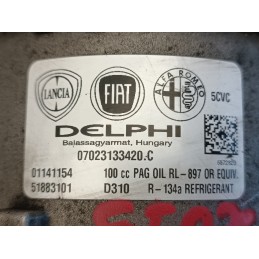 LANCIA FIAT ALFA ROMEO 5CVC
DELPHI
Balassagyarmat, Hungary
07023133420.C
01141154 100 cc PAG OIL RL-897 OR EQUIV.
51883101 D310 R-134a REFRIGERANT